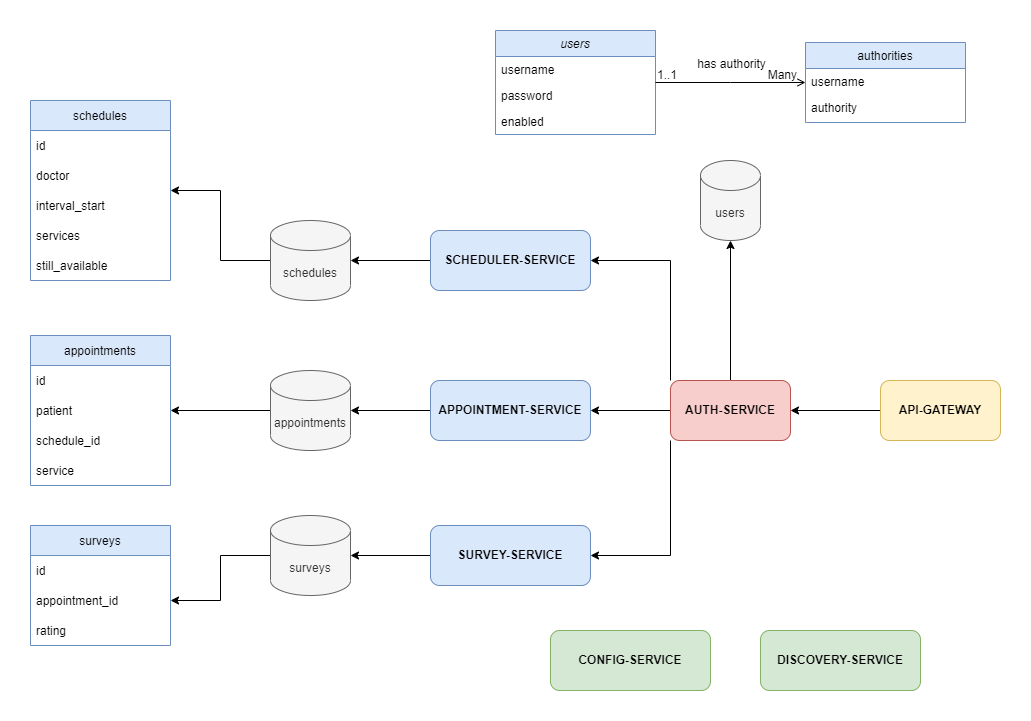 users
username
password
enabled
has authority
1..1
Many
authorities
username
authority
schedules
id
doctor
interval_start
services
still_available
users
schedules
SCHEDULER-SERVICE
appointments
id
patient
schedule_id
service
appointments
APPOINTMENT-SERVICE
AUTH-SERVICE
API-GATEWAY
surveys
id
appointment_id
rating
surveys
SURVEY-SERVICE
CONFIG-SERVICE
DISCOVERY-SERVICE